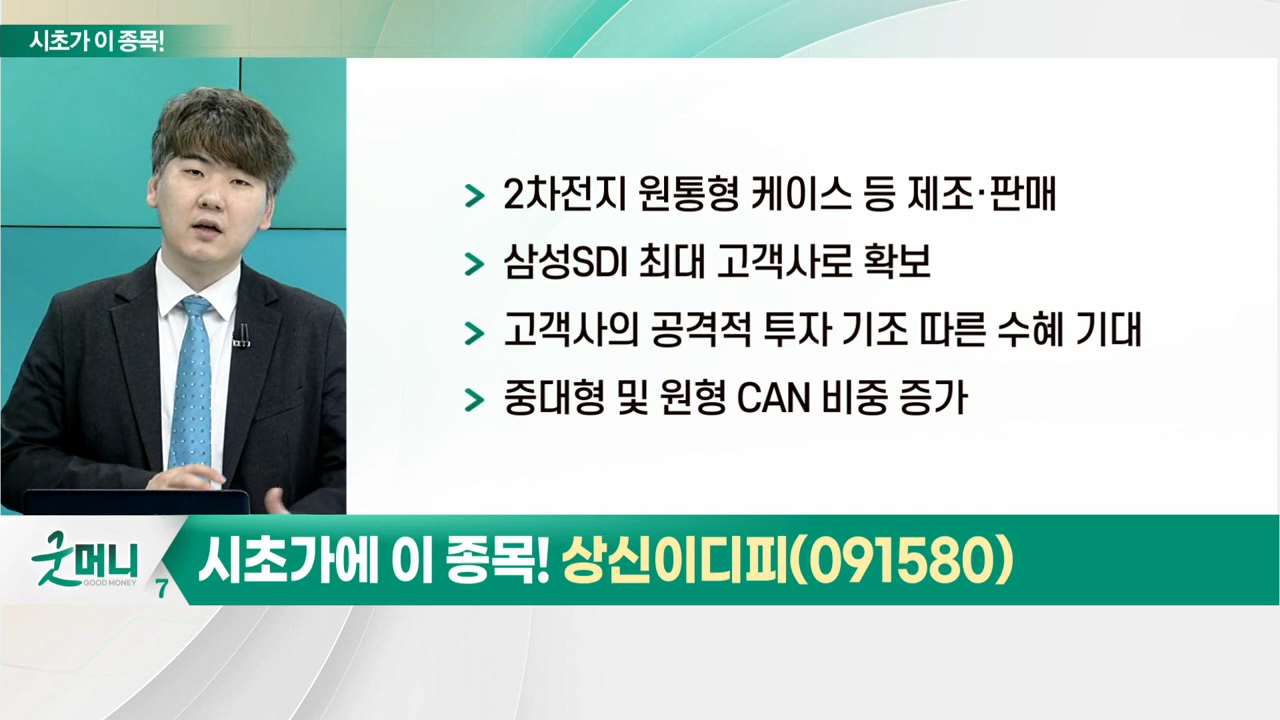 시초가 이 종목!
> 2차전지 원통형 케이스 등 제조·판매
> 삼성SDI 최대 고객사로 확보
> 고객사의 공격적 투자 기조 따른 수혜 기대
> 중대형 및 원형 CAN 비중 증가
굿머니
GOOD MONEY
7
시초가에 이 종목! 상신이디피(091580)